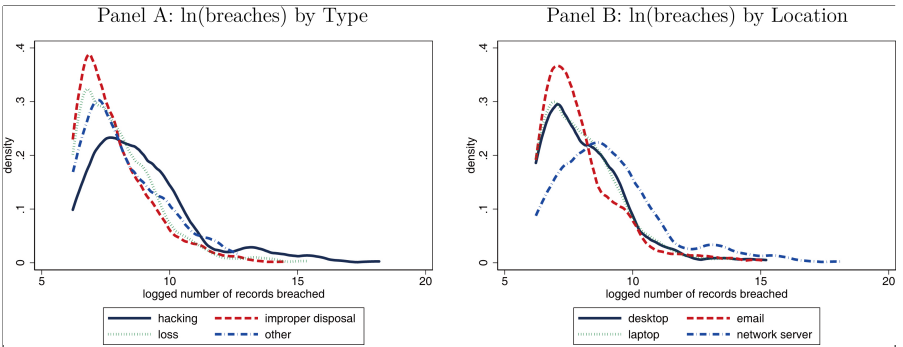 Panel A: ln(breaches) by Type
.4
.3
.2
.1
0
density
5 10 15 20
logged number of records breached
hacking improper disposal
loss other
Panel B: ln(breaches) by Location
.4
.3
.2
.1
0
density
5 10 15 20
logged number of records breached
desktop email
laptop network server